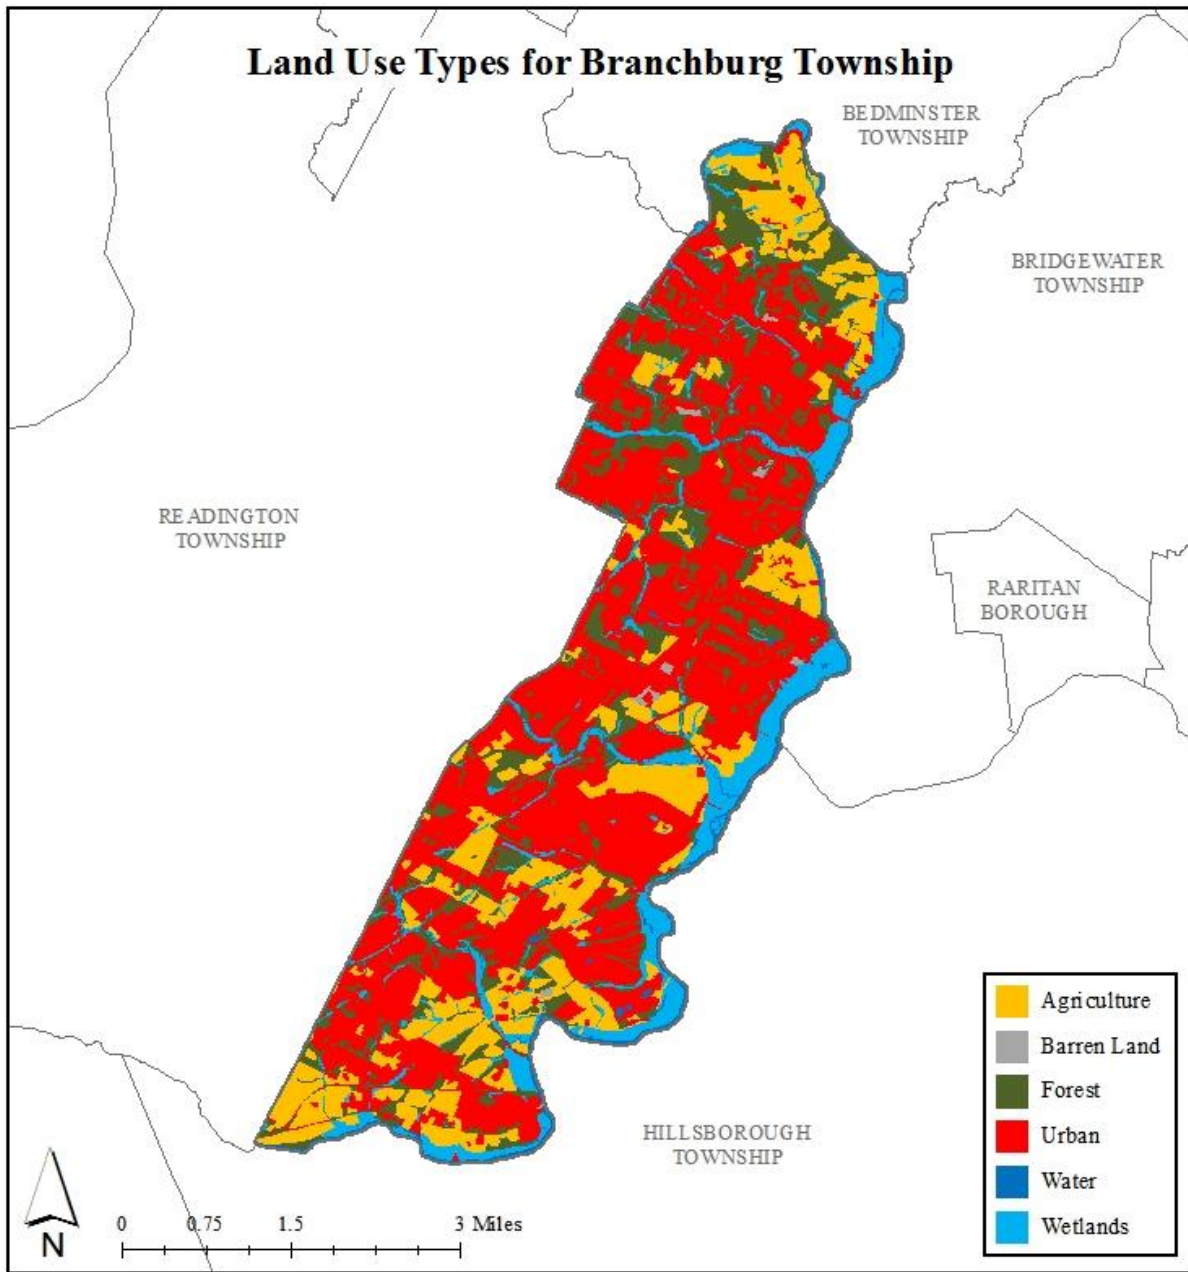 Land Use Types for Branchburg Township
BEDMINSTER
TOWNSHIP
BRIDGEWATER
TOWNSHIP
READINGTON
TOWNSHIP
RARITAN
BOROUGH
HILLSBOROUGH
TOWNSHIP
Agriculture
Barren Land
Forest
Urban
Water
Wetlands
N
0 0.75 1.5 3 Miles